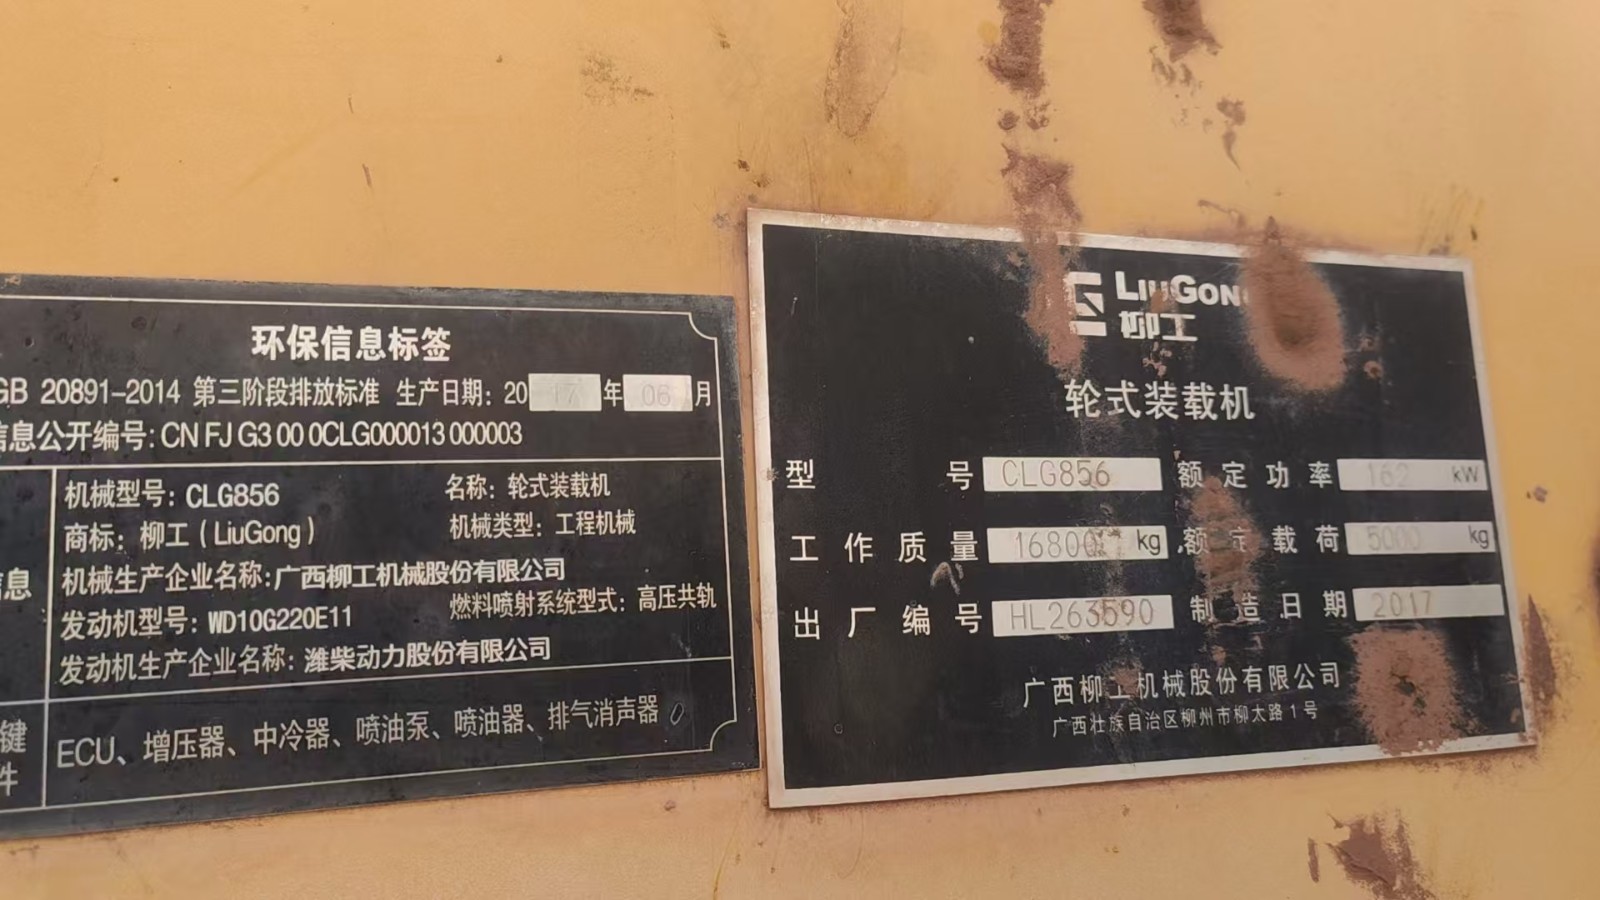 环保信息标签
GB 20891-2014 第三阶段排放标准 生产日期: 2017年06月
信息公开编号: CN FJ G3 00 0CLG000013 000003
信息
机械型号: CLG856 名称: 轮式装载机
商标: 柳工 (LiuGong) 机械类型: 工程机械
机械生产企业名称: 广西柳工机械股份有限公司
发动机型号: WD10G220E11 燃料喷射系统型式: 高压共轨
发动机生产企业名称: 潍柴动力股份有限公司
键件
ECU、增压器、中冷器、喷油泵、喷油器、排气消声器
LiuGong
柳工
轮式装载机
型号 CLG856 额定功率 162 kW
工作质量 16800 kg 额定载荷 5000 kg
出厂编号 HL263590 制造日期 2017
广西柳工机械股份有限公司
广西壮族自治区柳州市柳太路1号